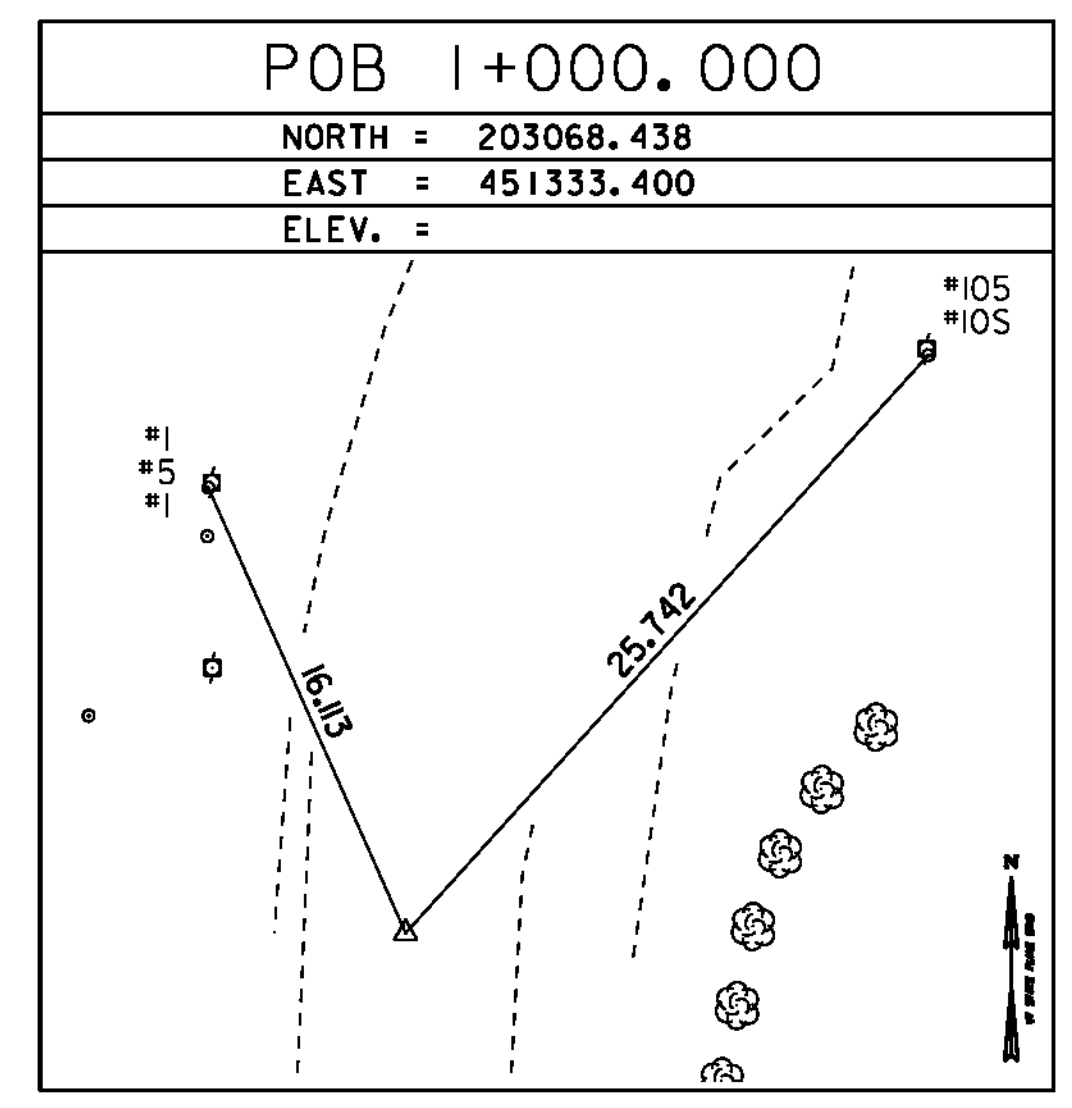 POB 1+000.000
NORTH = 203068.438
EAST = 451333.400
ELEV. =
#105
#10S
#1
#5
#1
25.742
16.113
N